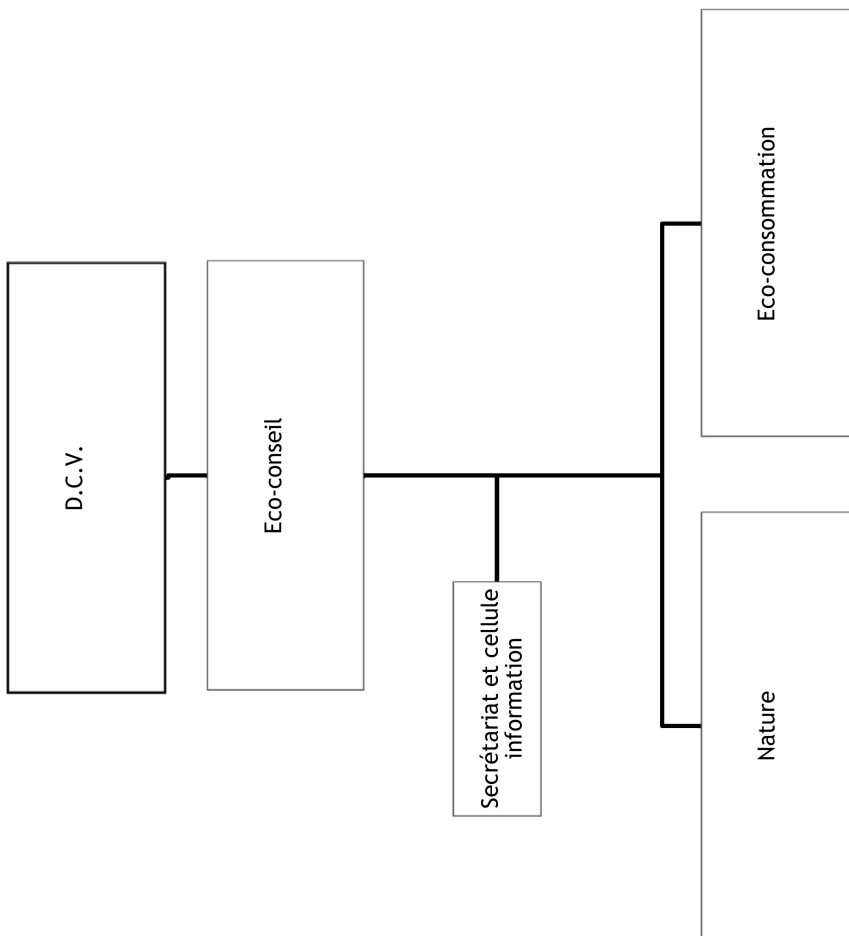 D.C.V.
Eco-conseil
Secrétariat et cellule
information
Nature
Eco-consommation